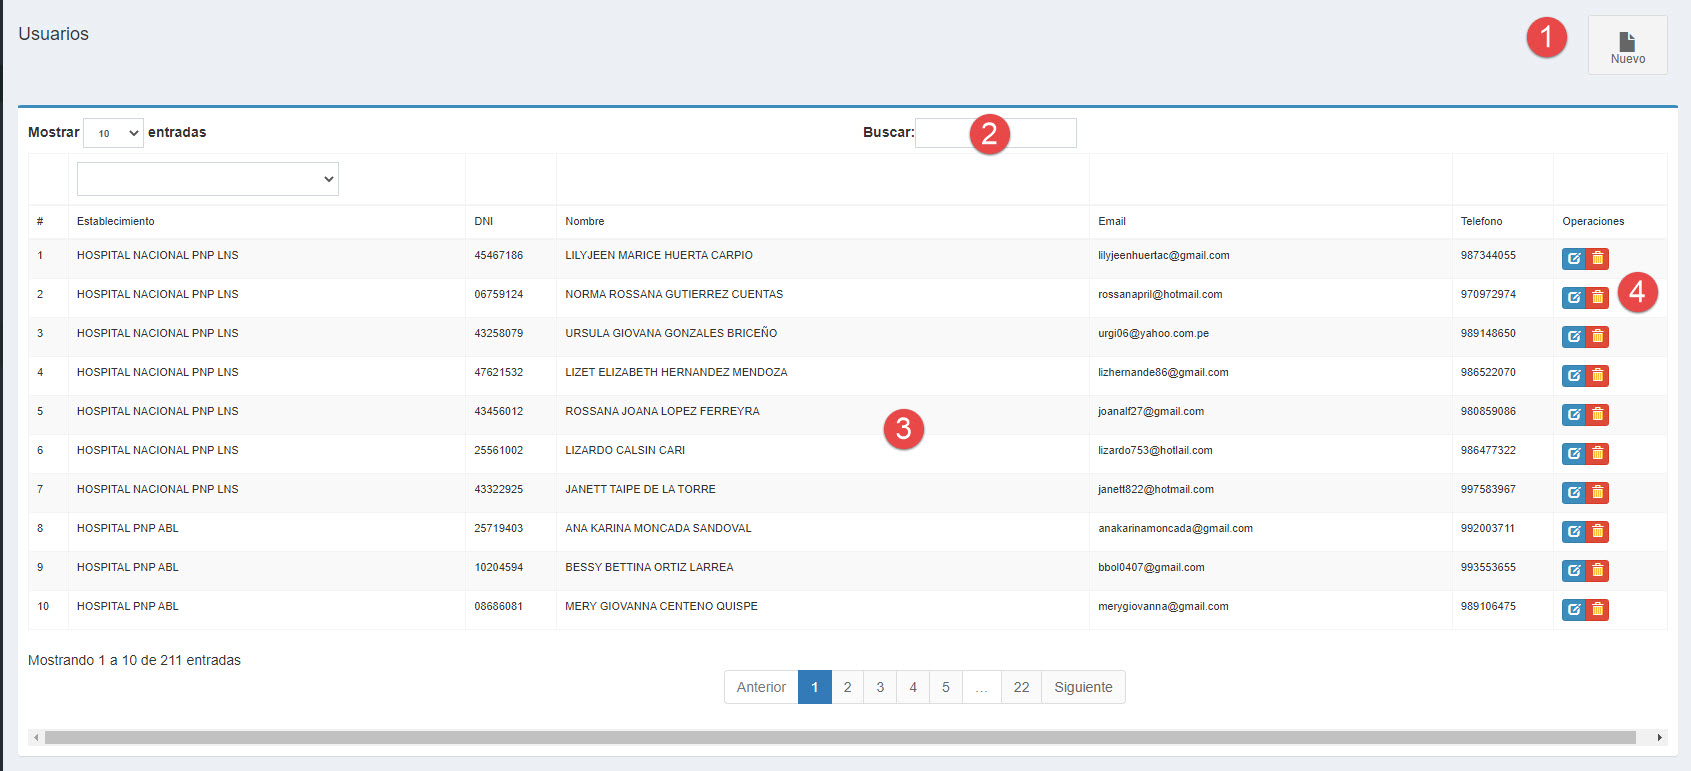 Usuarios
1
Nuevo
Mostrar 10 entradas
Buscar: 2
# Establecimiento DNI Nombre Email Telefono Operaciones
1 HOSPITAL NACIONAL PNP LNS 45467186 LILYJEEN MARICE HUERTA CARPIO lilyjeenhuertac@gmail.com 987344055
2 HOSPITAL NACIONAL PNP LNS 06759124 NORMA ROSSANA GUTIERREZ CUENTAS rossanapril@hotmail.com 970972974
4
3 HOSPITAL NACIONAL PNP LNS 43258079 URSULA GIOVANA GONZALES BRICEÑO urgi06@yahoo.com.pe 989148650
4 HOSPITAL NACIONAL PNP LNS 47621532 LIZET ELIZABETH HERNANDEZ MENDOZA lizhernande86@gmail.com 986522070
5 HOSPITAL NACIONAL PNP LNS 43456012 ROSSANA JOANA LOPEZ FERREYRA joanalf27@gmail.com 980859086
3
6 HOSPITAL NACIONAL PNP LNS 25561002 LIZARDO CALSIN CARI lizardo753@hotlail.com 986477322
7 HOSPITAL NACIONAL PNP LNS 43322925 JANETT TAIPE DE LA TORRE janett822@hotmail.com 997583967
8 HOSPITAL PNP ABL 25719403 ANA KARINA MONCADA SANDOVAL anakarinamoncada@gmail.com 992003711
9 HOSPITAL PNP ABL 10204594 BESSY BETTINA ORTIZ LARREA bbol0407@gmail.com 993553655
10 HOSPITAL PNP ABL 08686081 MERY GIOVANNA CENTENO QUISPE merygiovanna@gmail.com 989106475
Mostrando 1 a 10 de 211 entradas
Anterior 1 2 3 4 5 ... 22 Siguiente